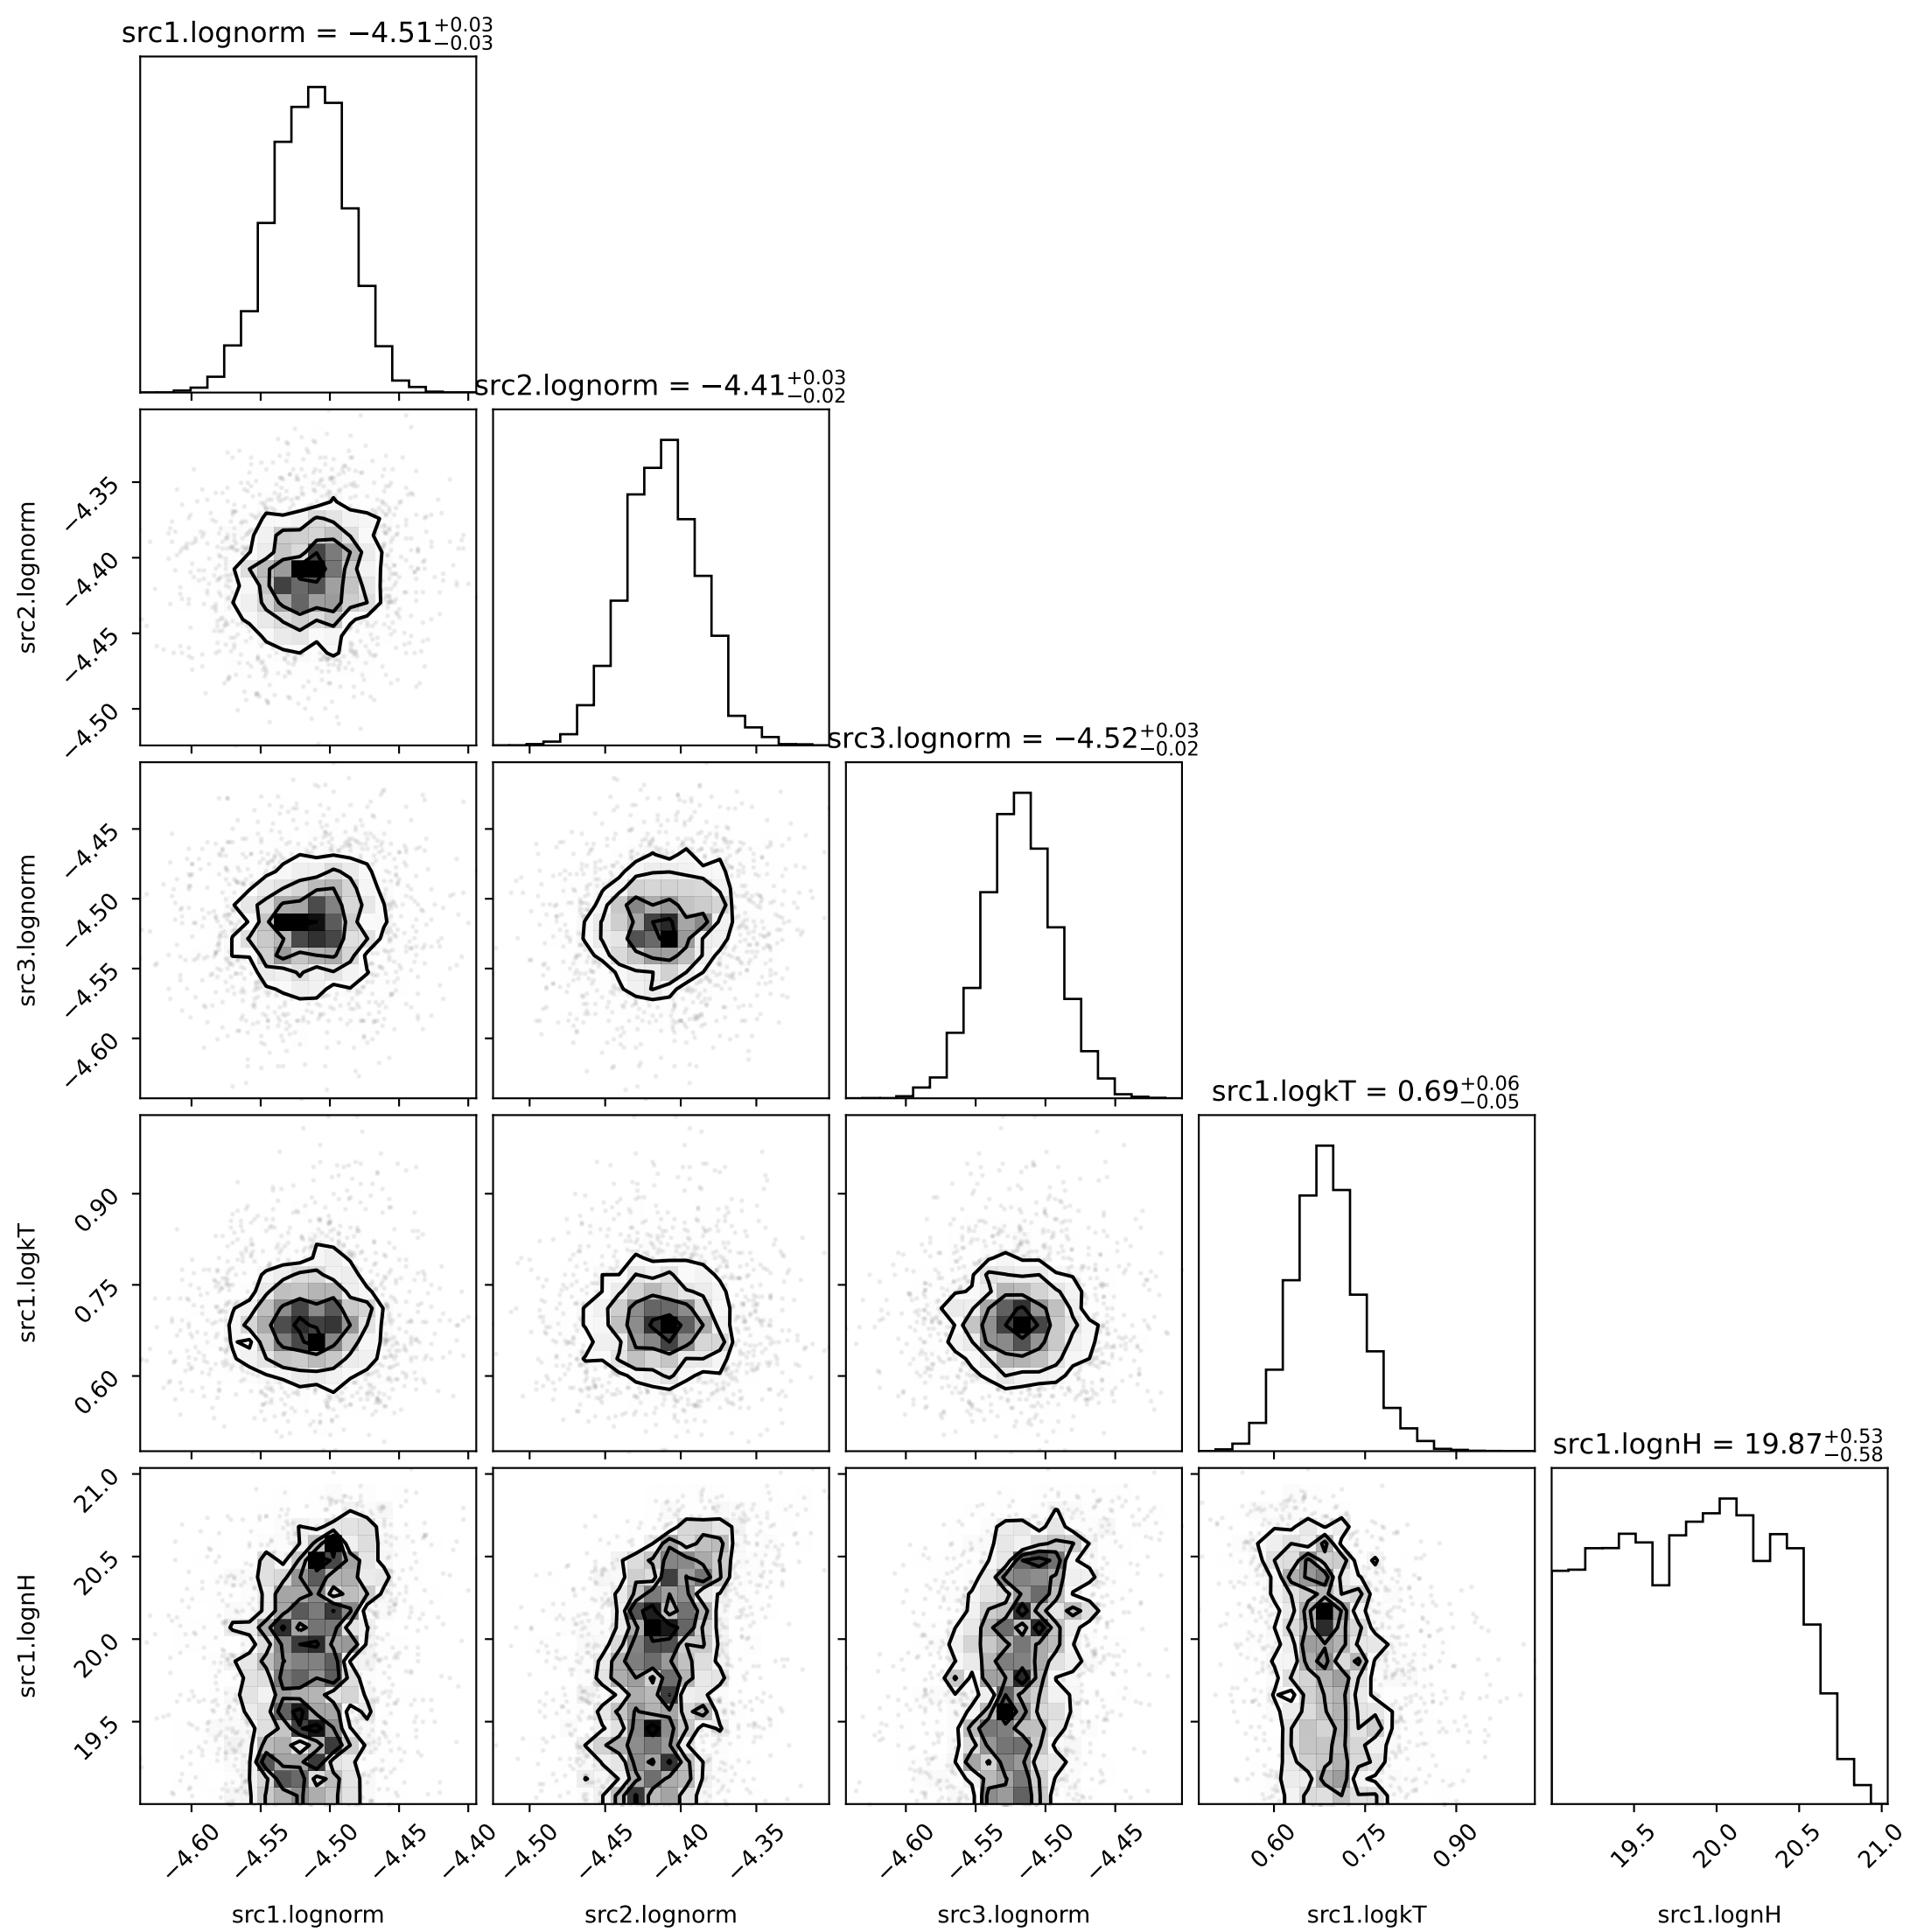 src1.lognorm = −4.51+0.03−0.03
src2.lognorm = −4.41+0.03−0.02
src2.lognorm
−4.35
−4.40
−4.45
−4.50
src3.lognorm = −4.52+0.03−0.02
src3.lognorm
−4.45
−4.50
−4.55
−4.60
src1.logkT = 0.69+0.06−0.05
src1.logkT
0.90
0.75
0.60
src1.lognH = 19.87+0.53−0.58
src1.lognH
21.0
20.5
20.0
19.5
−4.60 −4.55 −4.50 −4.45 −4.40 −4.50 −4.45 −4.40 −4.35 −4.60 −4.55 −4.50 −4.45 0.60 0.75 0.90 19.5 20.0 20.5 21.0
src1.lognorm src2.lognorm src3.lognorm src1.logkT src1.lognH